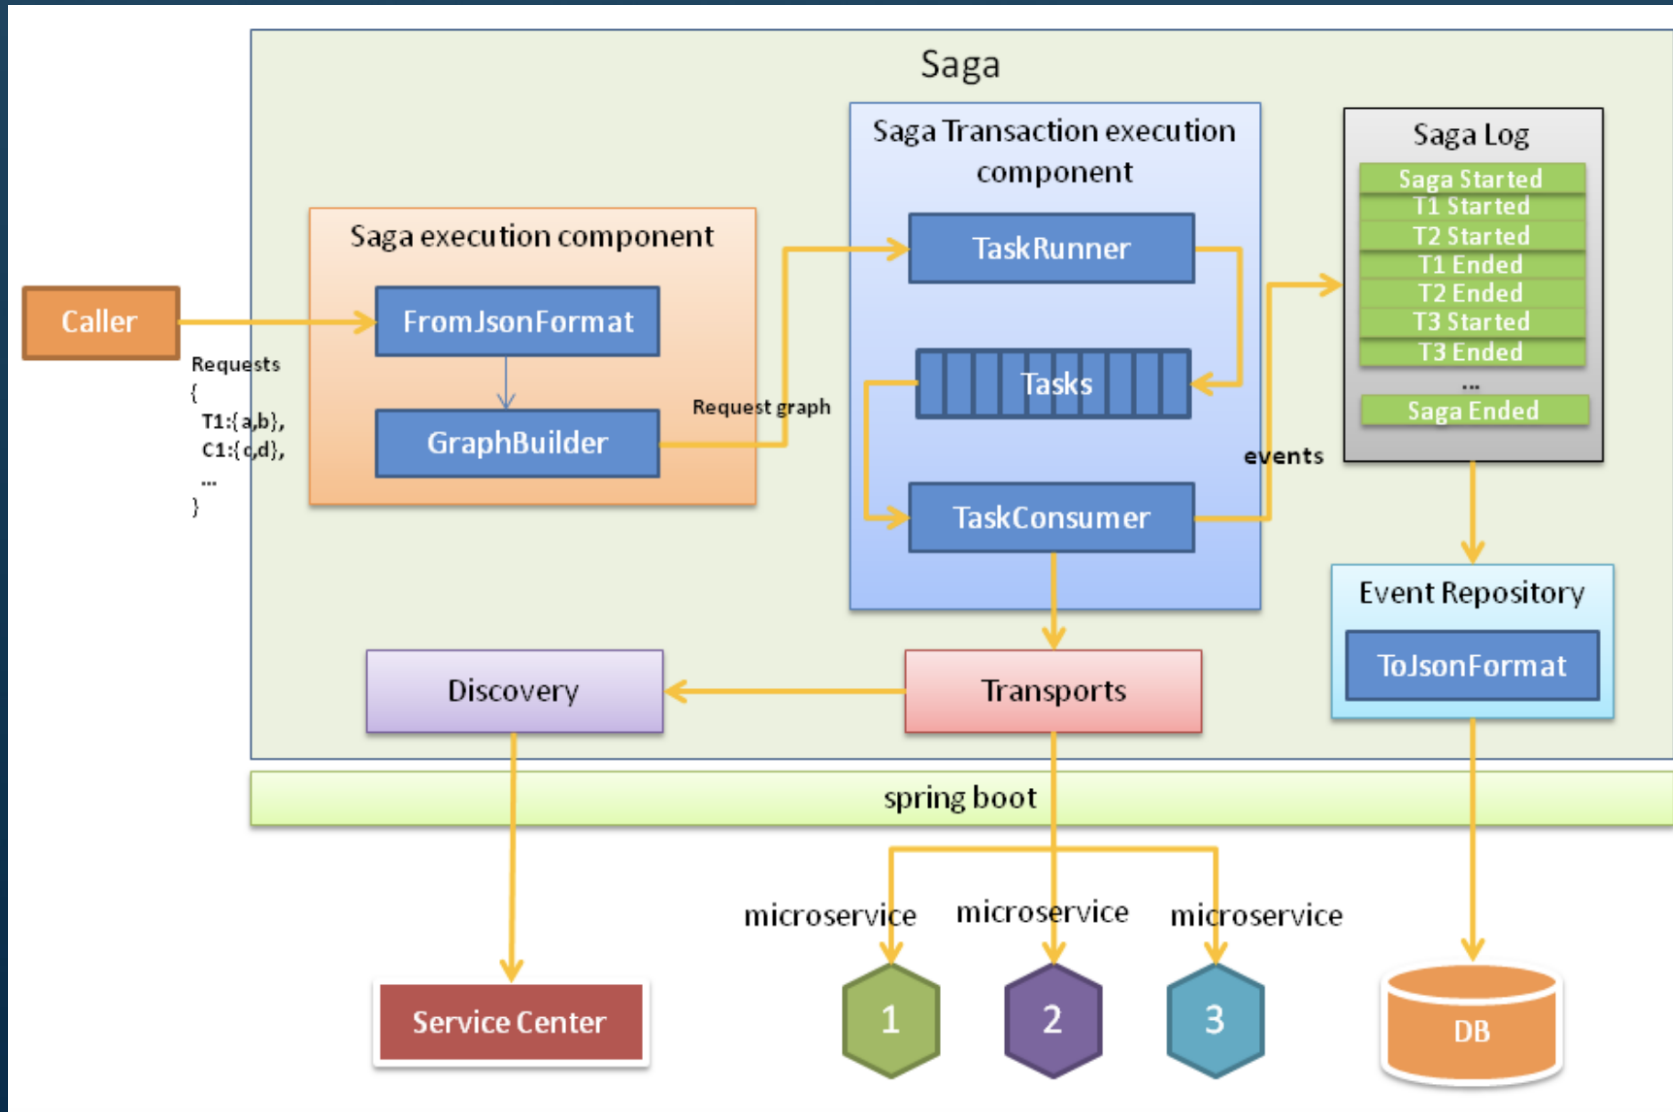 Saga
Saga Transaction execution
component
Saga Log
Saga Started
T1 Started
T2 Started
T1 Ended
T2 Ended
T3 Started
T3 Ended
...
Saga Ended
Saga execution component
TaskRunner
Caller
FromJsonFormat
Requests
{
T1:{a,b},
C1:{c,d},
...
}
Tasks
Request graph
GraphBuilder
events
TaskConsumer
Event Repository
ToJsonFormat
Discovery
Transports
spring boot
microservice
microservice
microservice
Service Center
1
2
3
DB